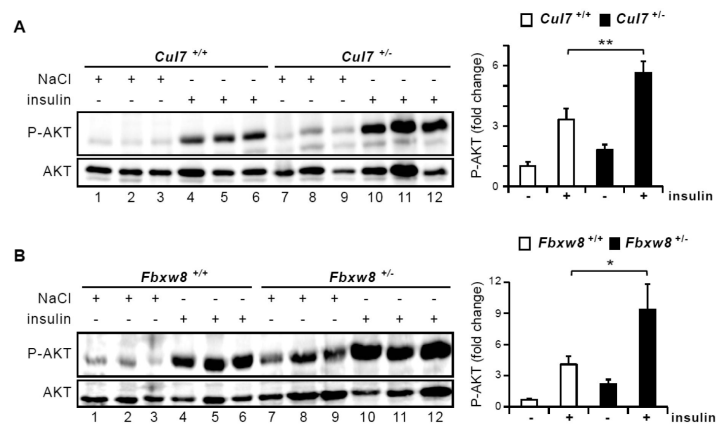 A
Cul7 +/+ Cul7 +/-
NaCl + + + - - - + + + - - -
insulin - - - + + + - - - + + +
P-AKT
AKT
1 2 3 4 5 6 7 8 9 10 11 12
Cul7 +/+ Cul7 +/-
**
P-AKT (fold change)
6
3
0
- + - + insulin
B
Fbxw8 +/+ Fbxw8 +/-
NaCl + + + - - - + + + - - -
insulin - - - + + + - - - + + +
P-AKT
AKT
1 2 3 4 5 6 7 8 9 10 11 12
Fbxw8 +/+ Fbxw8 +/-
*
P-AKT (fold change)
12
9
6
3
0
- + - + insulin